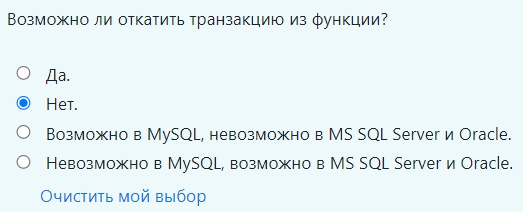 Возможно ли откатить транзакцию из функции?
Да.
Нет.
Возможно в MySQL, невозможно в MS SQL Server и Oracle.
Невозможно в MySQL, возможно в MS SQL Server и Oracle.
Очистить мой выбор